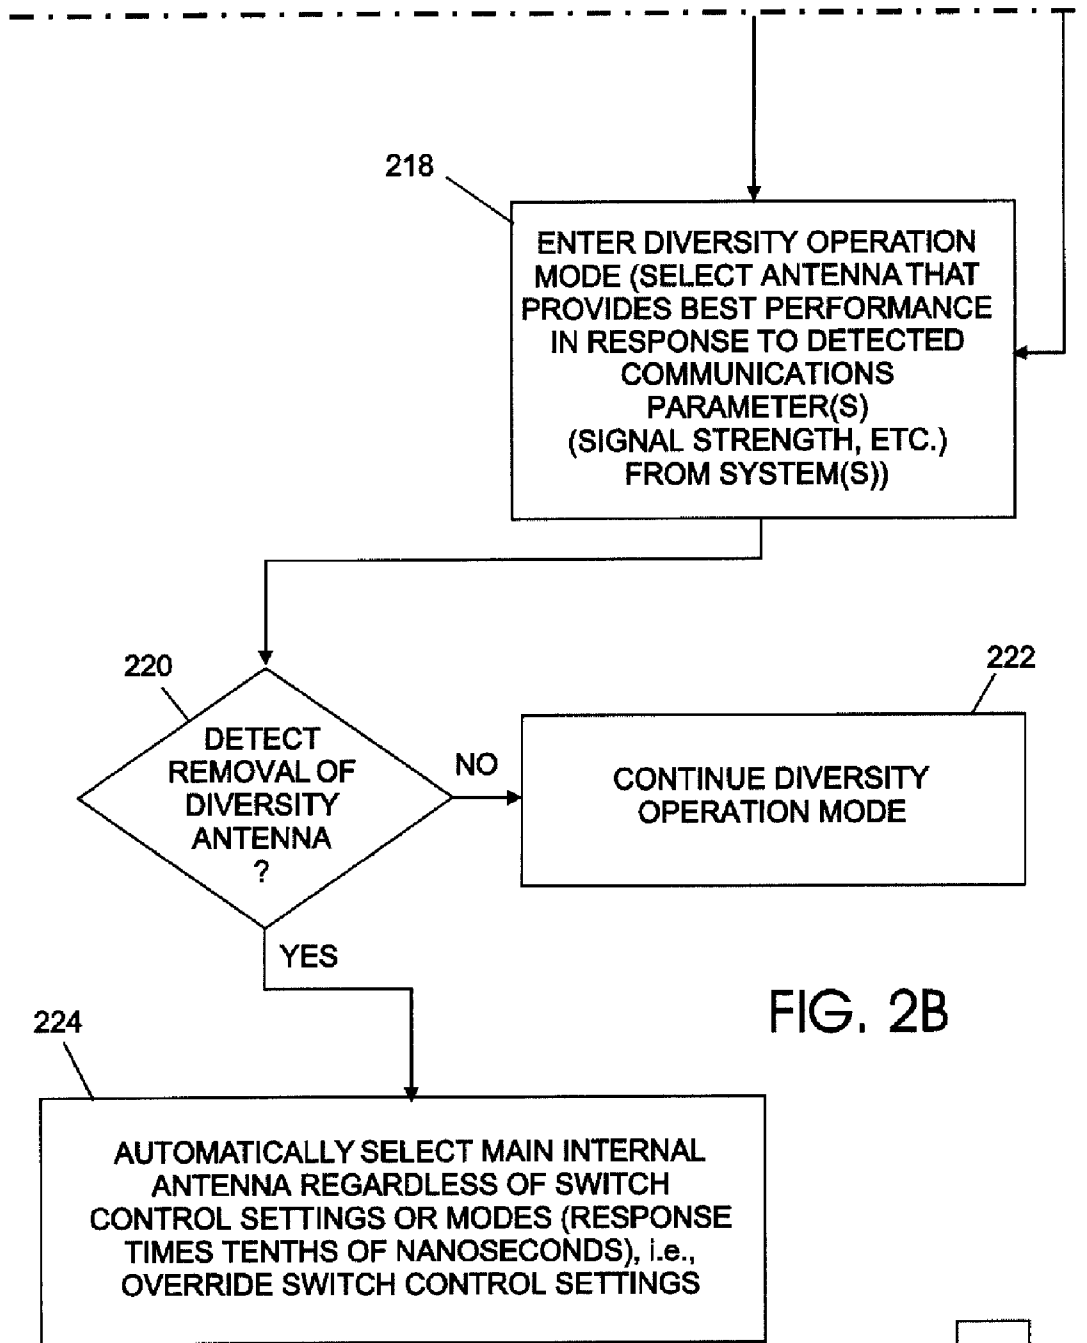 218
ENTER DIVERSITY OPERATION
MODE (SELECT ANTENNA THAT
PROVIDES BEST PERFORMANCE
IN RESPONSE TO DETECTED
COMMUNICATIONS
PARAMETER(S)
(SIGNAL STRENGTH, ETC.)
FROM SYSTEM(S))
220
DETECT
REMOVAL OF
DIVERSITY
ANTENNA
?
NO
222
CONTINUE DIVERSITY
OPERATION MODE
YES
FIG. 2B
224
AUTOMATICALLY SELECT MAIN INTERNAL
ANTENNA REGARDLESS OF SWITCH
CONTROL SETTINGS OR MODES (RESPONSE
TIMES TENTHS OF NANOSECONDS), i.e.,
OVERRIDE SWITCH CONTROL SETTINGS